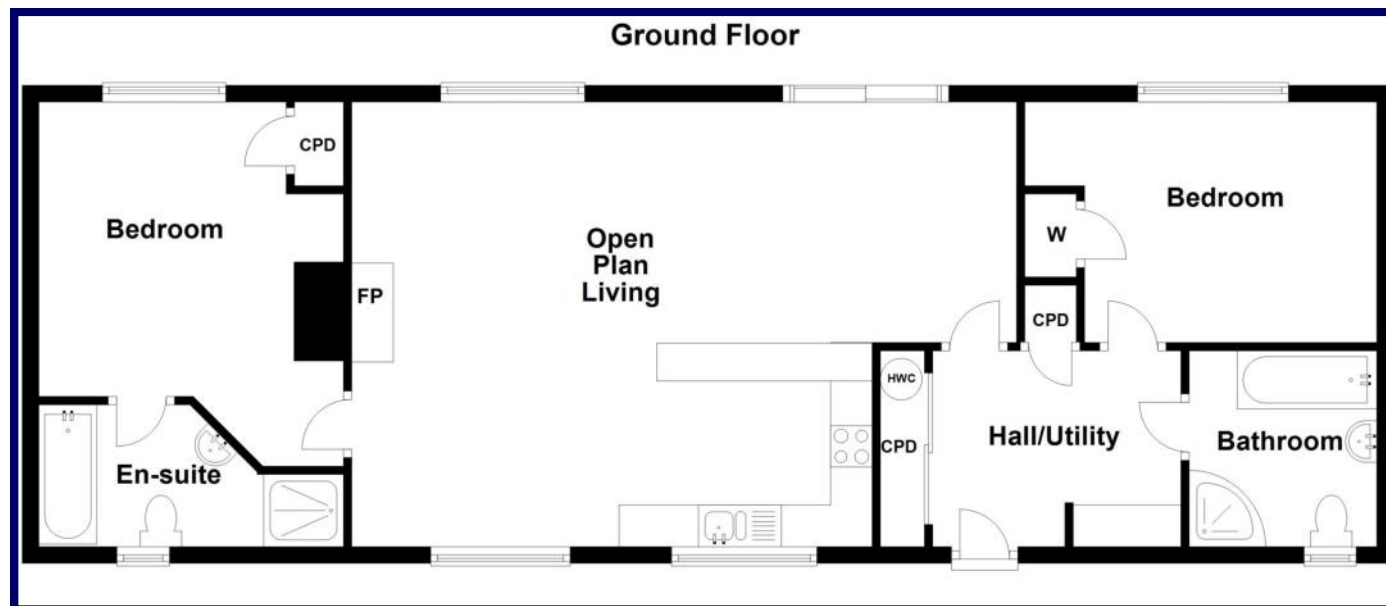 Ground Floor
CPD
Bedroom
FP
En-suite
Open
Plan
Living
Bedroom
W
CPD
HWC
CPD
Hall/Utility
Bathroom